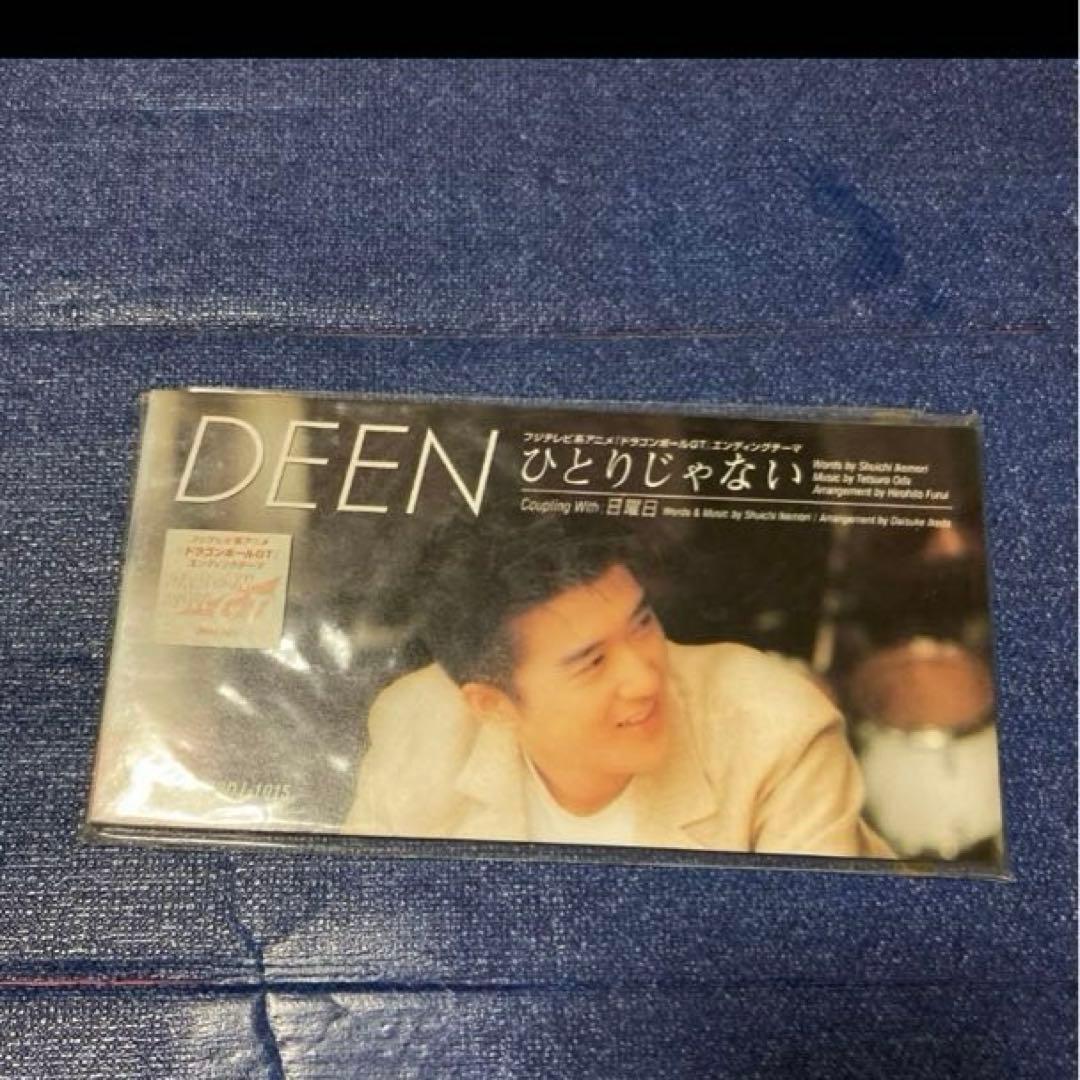 DEEN
フジテレビ系アニメ「ドラゴンボールGT」エンディングテーマ
ひとりじゃない
Words by Shuichi Ikemori
Music by Tetsuro Oda
Arrangement by Hirohito Furui
Coupling With 日曜日 Words & Music by Shuichi Ikemori / Arrangement by Daisuke Ikeda
フジテレビ系アニメ
「ドラゴンボールGT」
エンディングテーマ
GT
1015